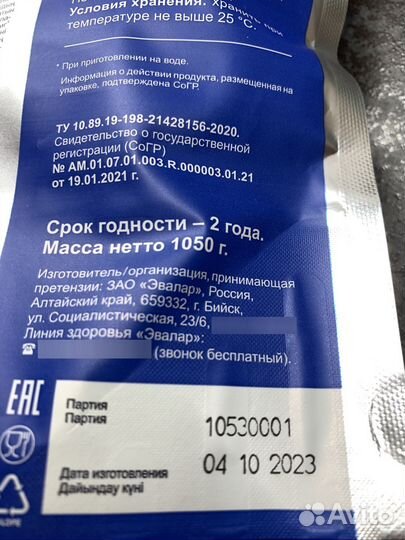 Условия хранения. Хранить при
температуре не выше 25 °С.
* При приготовлении на воде.
Информация о действии продукта, размещенная на
упаковке, подтверждена СоГР.
ТУ 10.89.19-198-21428156-2020.
Свидетельство о государственной
регистрации (СоГР)
№ AM.01.07.01.003.R.000003.01.21
от 19.01.2021 г.
Срок годности – 2 года.
Масса нетто 1050 г.
Изготовитель/организация, принимающая
претензии: ЗАО «Эвалар», Россия,
Алтайский край, 659332, г. Бийск,
ул. Социалистическая, 23/6,
Линия здоровья «Эвалар»:
☎ (звонок бесплатный).
EAC
Партия
Партия
10530001
Дата изготовления
Дайындау күні
04 10 2023
Avito